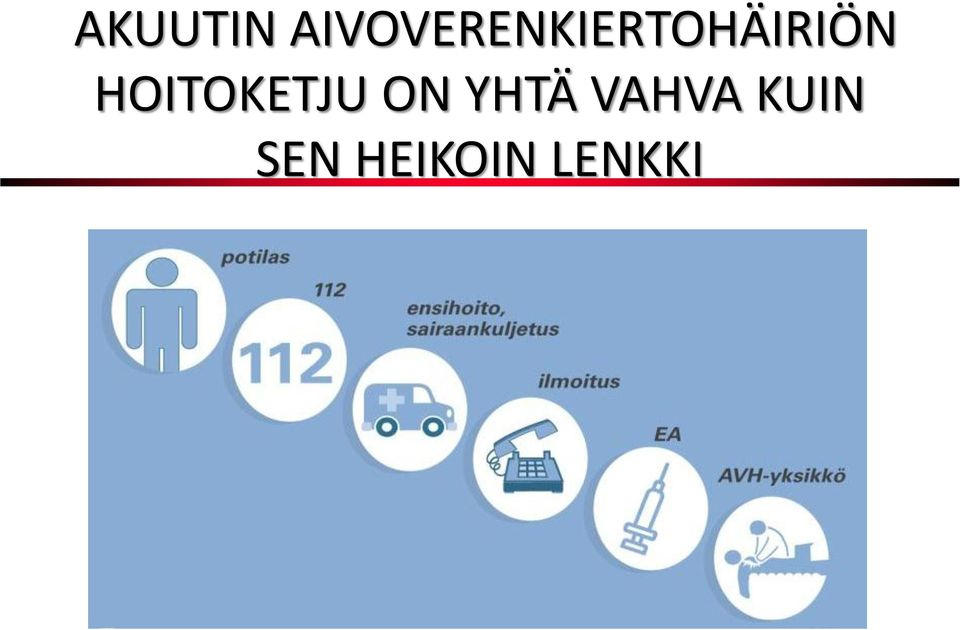 AKUUTIN AIVOVERENKIERTOHÄIRIÖN
HOITOKETJU ON YHTÄ VAHVA KUIN
SEN HEIKOIN LENKKI
potilas
112
112
ensihoito,
sairaankuljetus
ilmoitus
EA
AVH-yksikkö